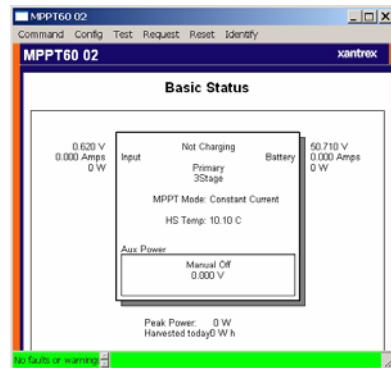 MPPT60 02
Command Config Test Request Reset Identify
MPPT60 02 xantrex
Basic Status
0.620 V
0.000 Amps
0 W
Input
Not Charging
Primary
3Stage
MPPT Mode: Constant Current
HS Temp: 10.10 C
Battery
50.710 V
0.000 Amps
0 W
Aux Power
Manual Off
0.000 V
Peak Power: 0 W
Harvested today0 W h
No faults or warnings